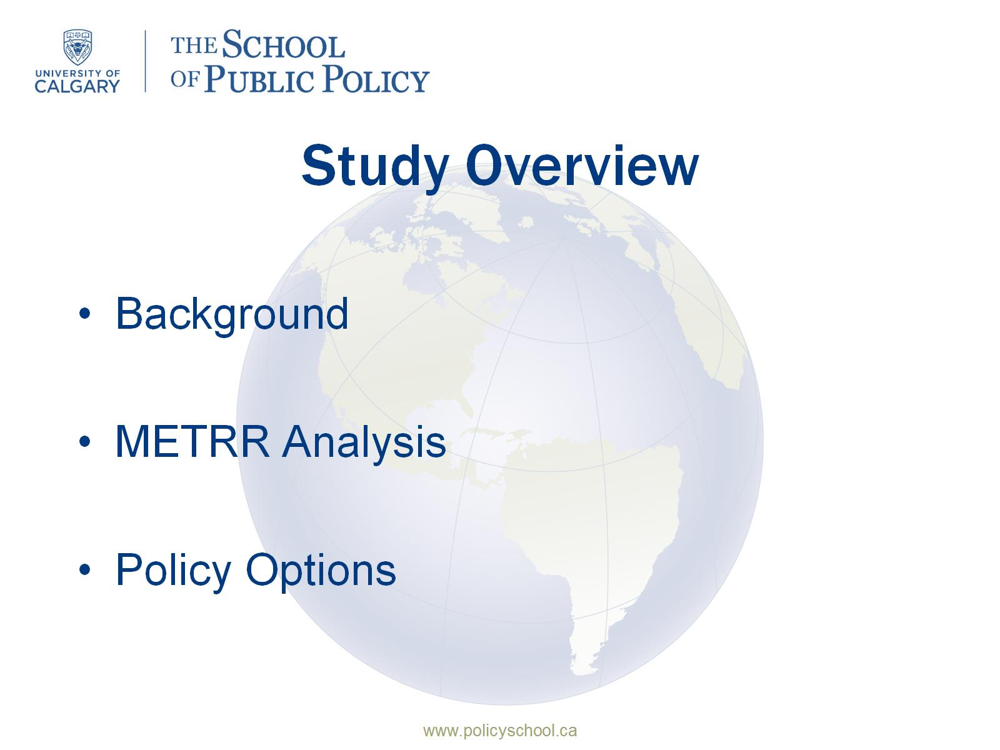 UNIVERSITY OF
CALGARY
THE SCHOOL
OF PUBLIC POLICY
Study Overview
• Background
• METRR Analysis
• Policy Options
www.policyschool.ca